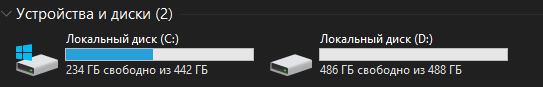 Устройства и диски (2)
Локальный диск (C:)
234 ГБ свободно из 442 ГБ
Локальный диск (D:)
486 ГБ свободно из 488 ГБ